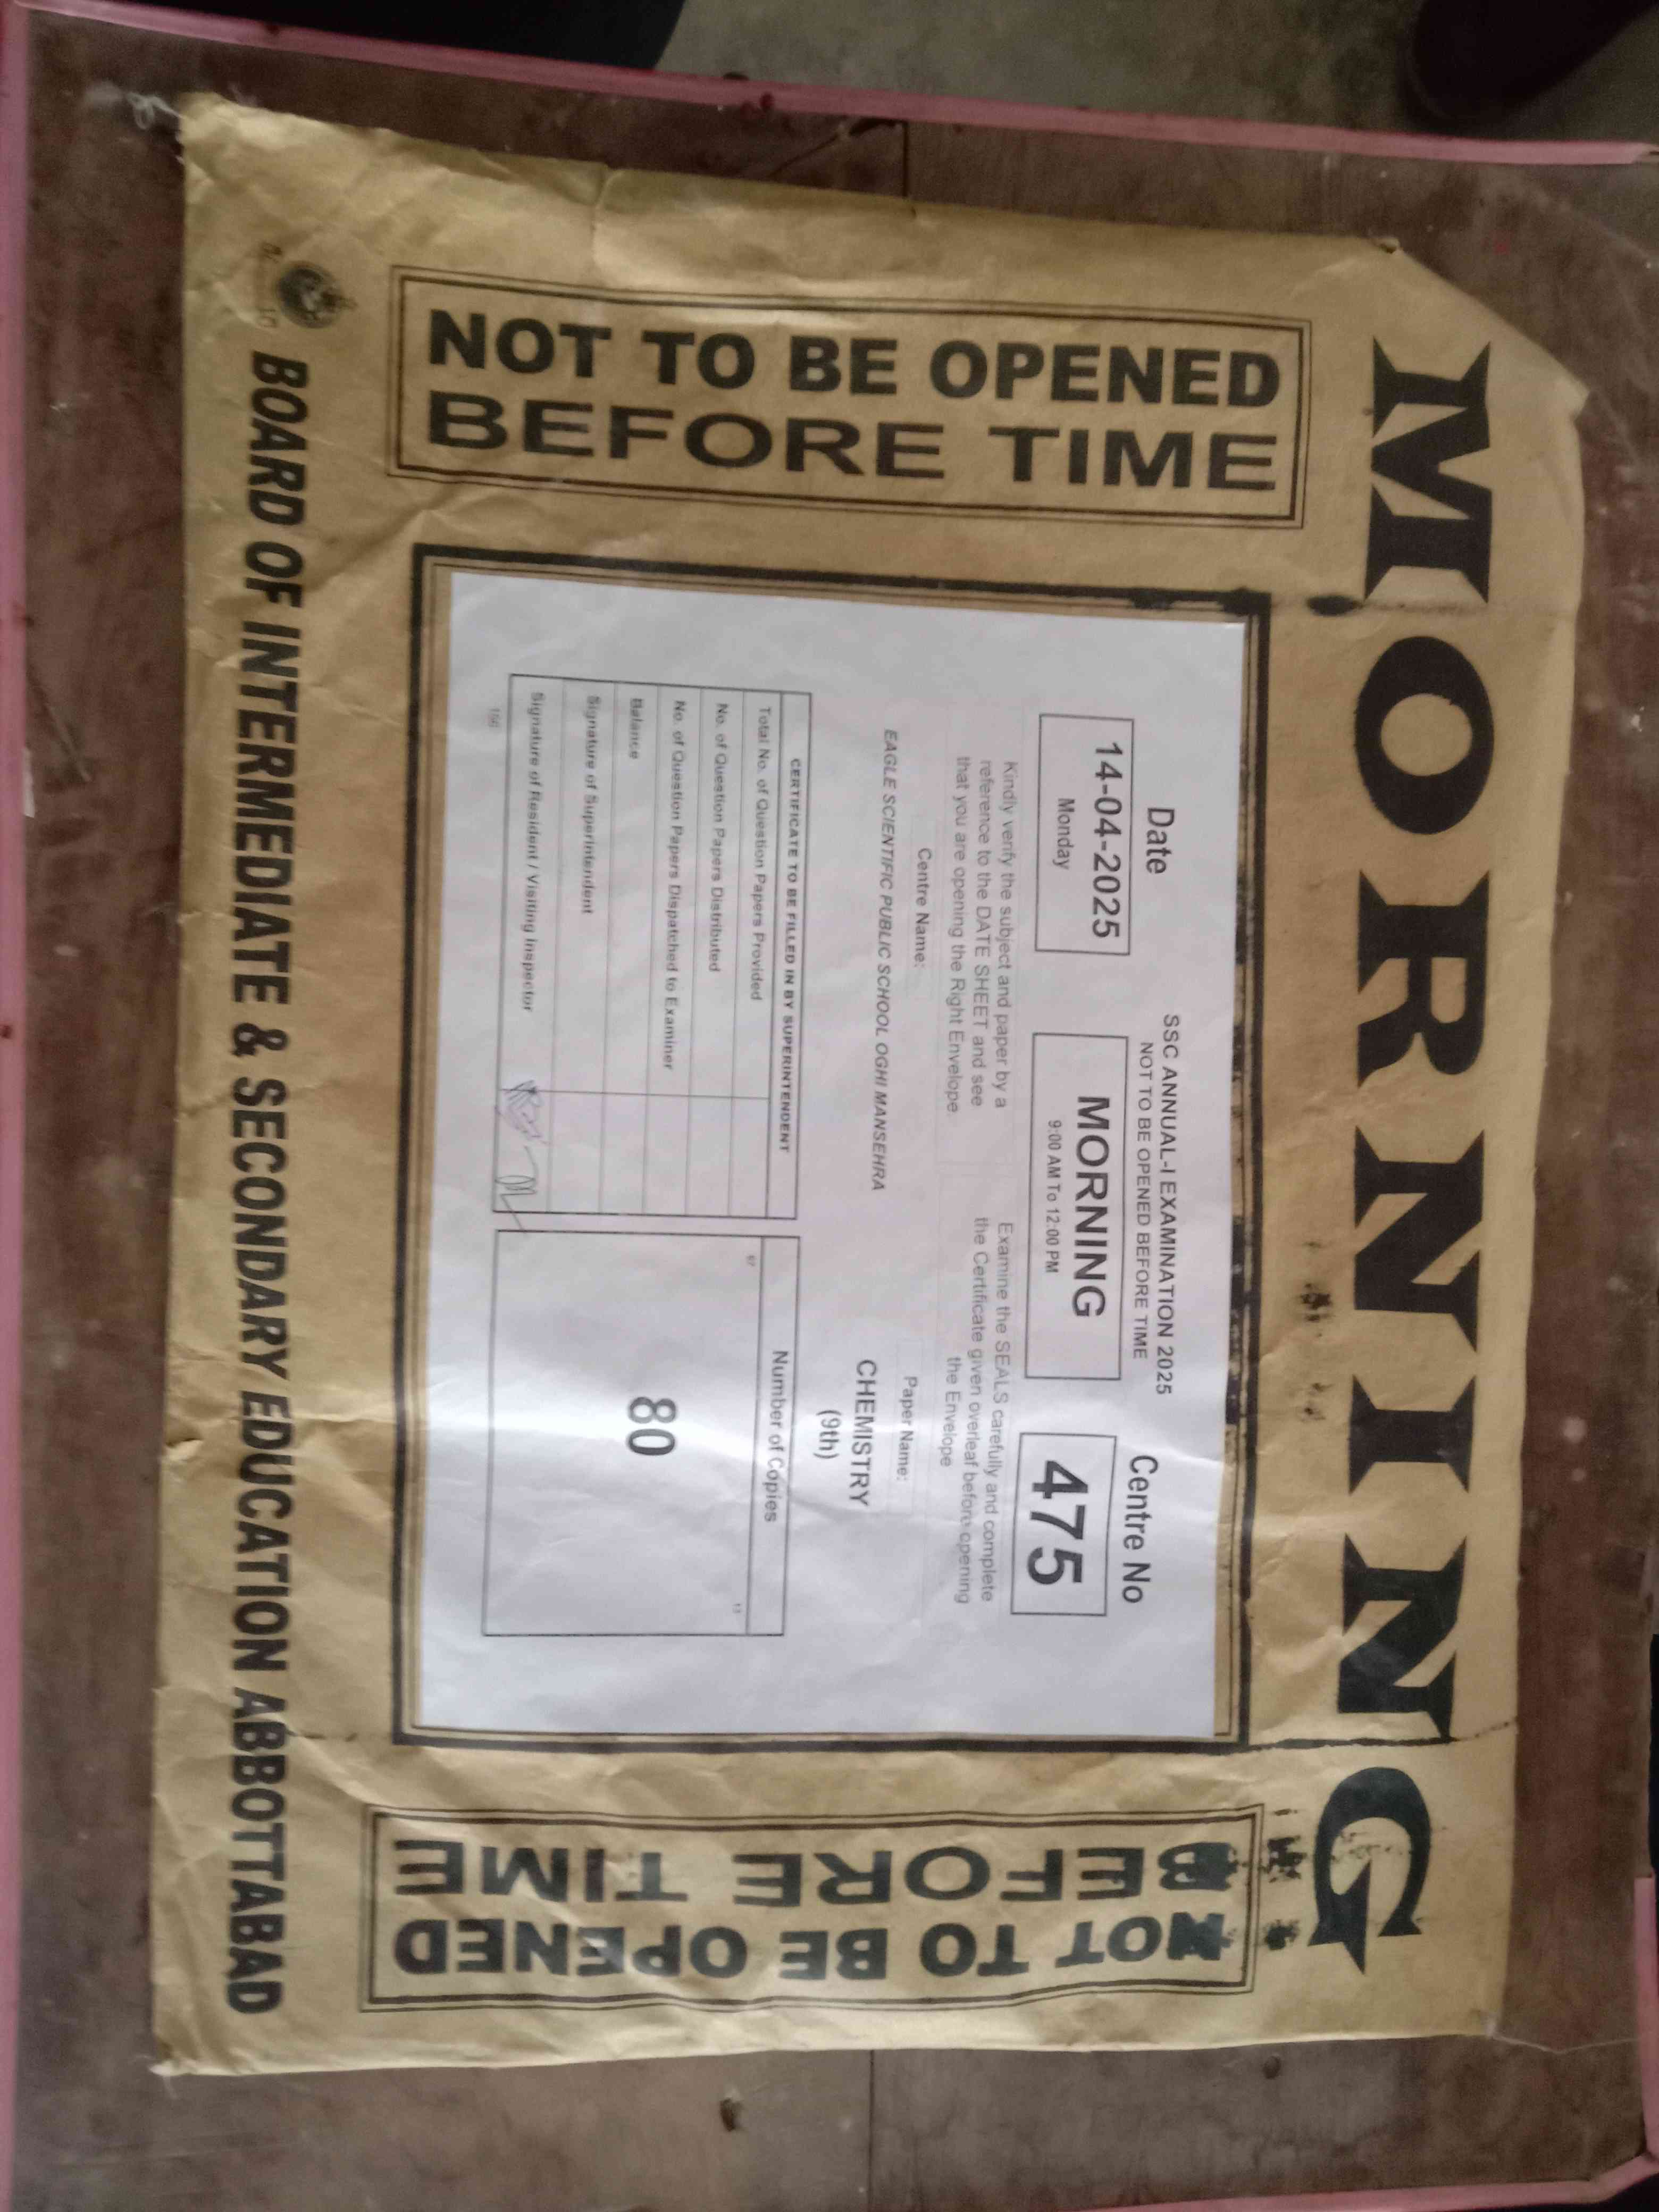 MORNING
NOT TO BE OPENED
BEFORE TIME
SSC ANNUAL-I EXAMINATION 2025
NOT TO BE OPENED BEFORE TIME
Date
14-04-2025
Monday
MORNING
9:00 AM To 12:00 PM
Centre No
475
Kindly verify the subject and paper by a
reference to the DATE SHEET and see
that you are opening the Right Envelope.
Examine the SEALS carefully and complete
the Certificate given overleaf before opening
the Envelope
Centre Name:
EAGLE SCIENTIFIC PUBLIC SCHOOL OGHI MANSEHRA
Paper Name:
CHEMISTRY
(9th)
CERTIFICATE TO BE FILLED IN BY SUPERINTENDENT
Total No. of Question Papers Provided
No. of Question Papers Distributed
No. of Question Papers Dispatched to Examiner
Balance
Signature of Superintendent
Signature of Resident / Visiting Inspector
Number of Copies
80
NOT TO BE OPENED
BEFORE TIME
BOARD OF INTERMEDIATE & SECONDARY EDUCATION ABBOTTABAD